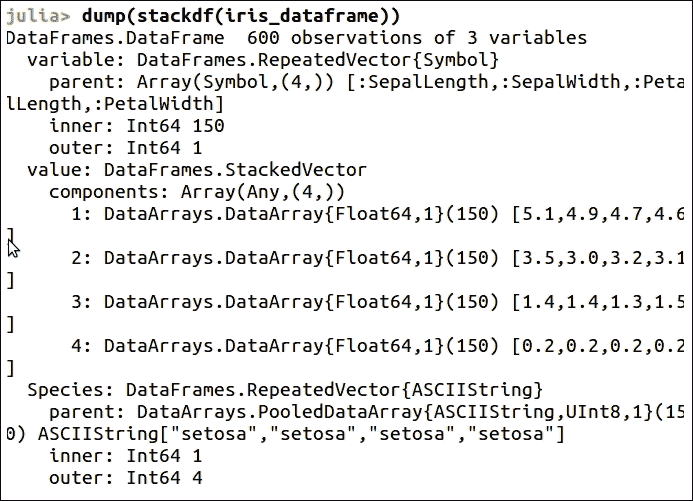 julia> dump(stackdf(iris_dataframe))
DataFrames.DataFrame  600 observations of 3 variables
  variable: DataFrames.RepeatedVector{Symbol}
    parent: Array(Symbol,(4,)) [:SepalLength,:SepalWidth,:Peta
lLength,:PetalWidth]
    inner: Int64 150
    outer: Int64 1
  value: DataFrames.StackedVector
    components: Array(Any,(4,))
      1: DataArrays.DataArray{Float64,1}(150) [5.1,4.9,4.7,4.6
]
      2: DataArrays.DataArray{Float64,1}(150) [3.5,3.0,3.2,3.1
]
      3: DataArrays.DataArray{Float64,1}(150) [1.4,1.4,1.3,1.5
]
      4: DataArrays.DataArray{Float64,1}(150) [0.2,0.2,0.2,0.2
]
  Species: DataFrames.RepeatedVector{ASCIIString}
    parent: DataArrays.PooledDataArray{ASCIIString,UInt8,1}(15
0) ASCIIString["setosa","setosa","setosa","setosa"]
    inner: Int64 1
    outer: Int64 4